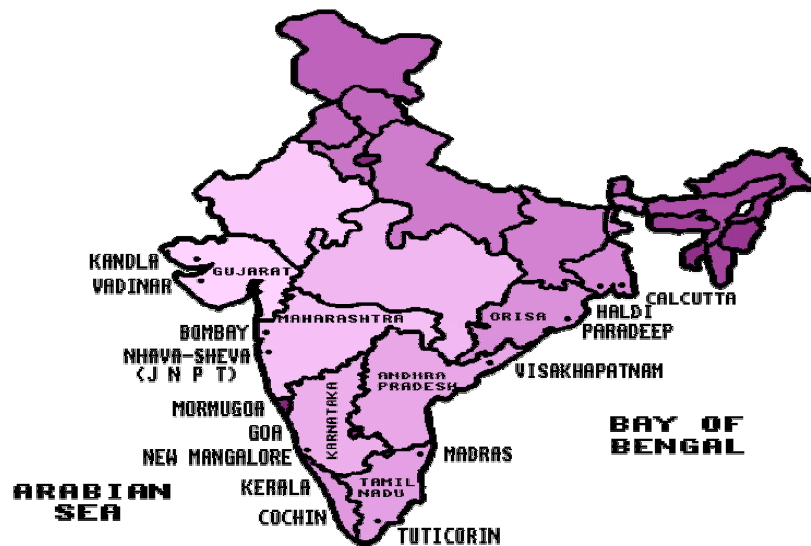 KANDLA
GUJARAT
VADINAR
CALCUTTA
HALDI
MAHARASHTRA
ORISA
BOMBAY
PARADEEP
NHAVA-SHEVA
(J N P T)
VISAKHAPATNAM
ANDHRA
PRADESH
MORMUGOA
KARNATAKA
GOA
BAY OF
BENGAL
NEW MANGALORE
MADRAS
KERALA
TAMIL
NADU
ARABIAN
SEA
COCHIN
TUTICORIN